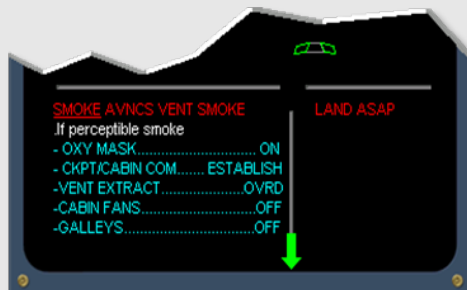 SMOKE AVNCS VENT SMOKE LAND ASAP
.If perceptible smoke
- OXY MASK.......................... ON
- CKPT/CABIN COM....... ESTABLISH
-VENT EXTRACT.....................OVRD
-CABIN FANS..........................OFF
-GALLEYS..............................OFF